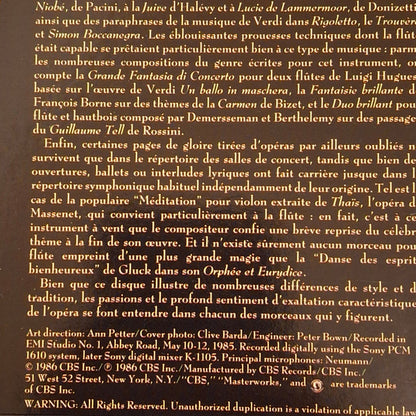 Niobé, de Pacini, à la Juive d'Halévy et à Lucie de Lammermoor, de Donizetti
ainsi que des paraphrases de la musique de Verdi dans Rigoletto, le Trouvère
et Simon Boccanegra. Les éblouissantes prouesses techniques dont la flûte
était capable se prêtaient particulièrement bien à ce type de musique : parmi
les nombreuses compositions du genre écrites pour cet instrument, on
compte la Grande Fantasia di Concerto pour deux flûtes de Luigi Hugues
basée sur l'œuvre de Verdi Un ballo in maschera, la Fantaisie brillante de
François Borne sur des thèmes de la Carmen de Bizet, et le Duo brillant pour
flûte et hautbois composé par Demersseman et Berthelemy sur des passages
du Guillaume Tell de Rossini.
Enfin, certaines pages de gloire tirées d'opéras par ailleurs oubliés ne
survivent que dans le répertoire des salles de concert, tandis que bien des
ouvertures, ballets ou interludes lyriques ont fait carrière jusque dans le
répertoire symphonique habituel indépendamment de leur origine. Tel est le
cas de la populaire "Méditation" pour violon extraite de Thaïs, l'opéra de
Massenet, qui convient particulièrement à la flûte : en fait, c'est à cet
instrument à vent que le compositeur confie une brève reprise du célèbre
thème à la fin de son œuvre. Et il n'existe sûrement aucun morceau pour
flûte empreint d'une plus grande magie que la "Danse des esprits
bienheureux" de Gluck dans son Orphée et Eurydice.
Bien que ce disque illustre de nombreuses différences de style et de
tradition, les passions et le profond sentiment d'exaltation caractéristiques
de l'opéra se font entendre dans chacun des morceaux qui y figurent.
Art direction: Ann Petter/Cover photo: Clive Barda/Engineer: Peter Bown/Recorded in
EMI Studio No. 1, Abbey Road, May 10-12, 1985. Recorded digitally using the Sony PCM
1610 system, later Sony digital mixer K-1105. Principal microphones: Neumann/
© 1986 CBS Inc./ ℗ 1986 CBS Inc./Manufactured by CBS Records/CBS Inc./
51 West 52 Street, New York, N.Y./"CBS," "Masterworks," and are trademarks
of CBS Inc.
WARNING: All Rights Reserved. Unauthorized duplication is a violation of applicable laws